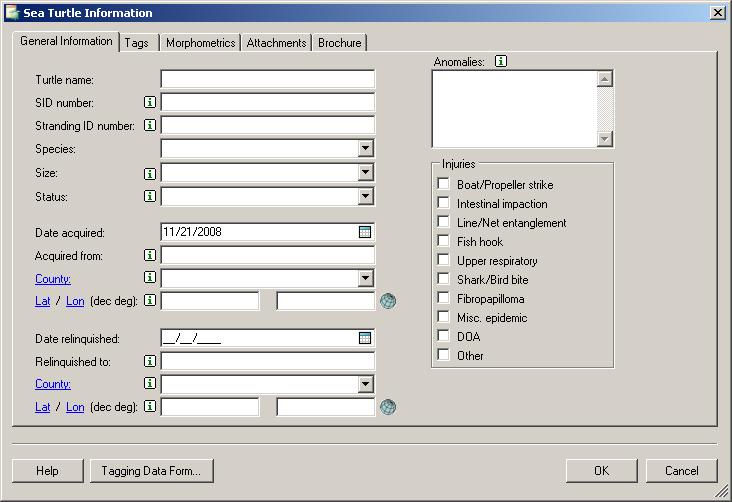 Sea Turtle Information
General Information Tags Morphometrics Attachments Brochure
Turtle name:
SID number:
Stranding ID number:
Species:
Size:
Status:
Date acquired: 11/21/2008
Acquired from:
County:
Lat / Lon (dec deg):
Date relinquished: __/__/____
Relinquished to:
County:
Lat / Lon (dec deg):
Anomalies:
Injuries
Boat/Propeller strike
Intestinal impaction
Line/Net entanglement
Fish hook
Upper respiratory
Shark/Bird bite
Fibropapilloma
Misc. epidemic
DOA
Other
Help Tagging Data Form... OK Cancel